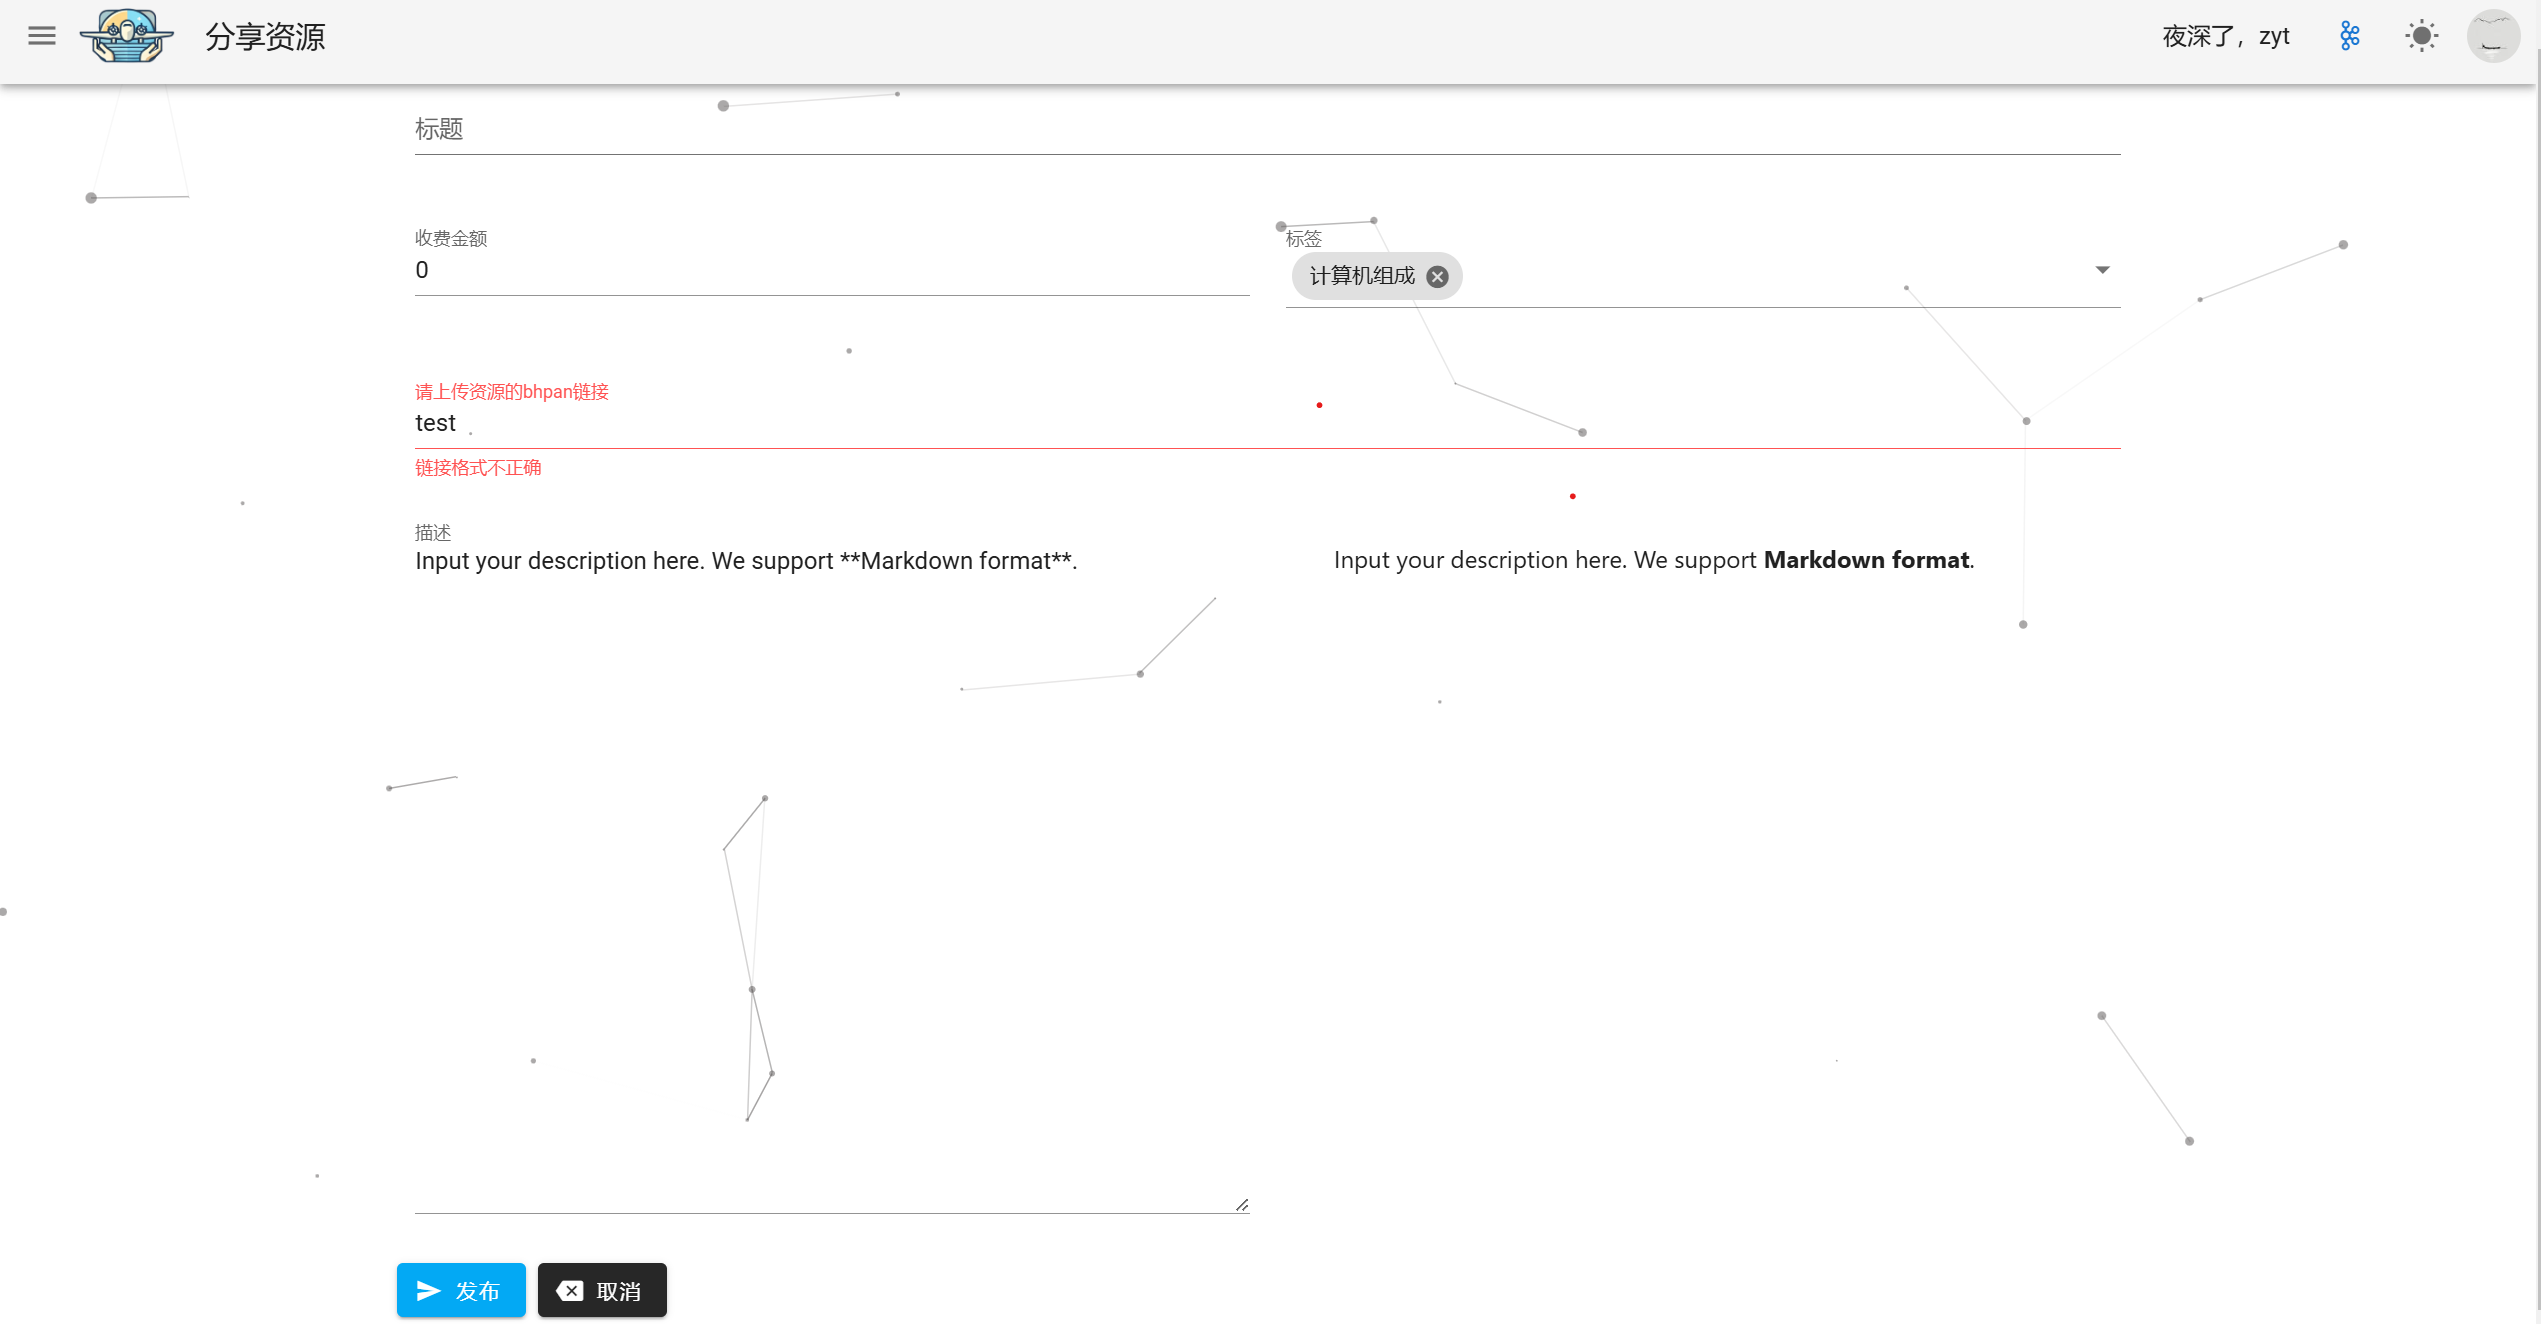 分享资源
夜深了，zyt
标题
收费金额
0
标签
计算机组成
请上传资源的bhpan链接
test
链接格式不正确
描述
Input your description here. We support **Markdown format**.
Input your description here. We support Markdown format.
发布
取消